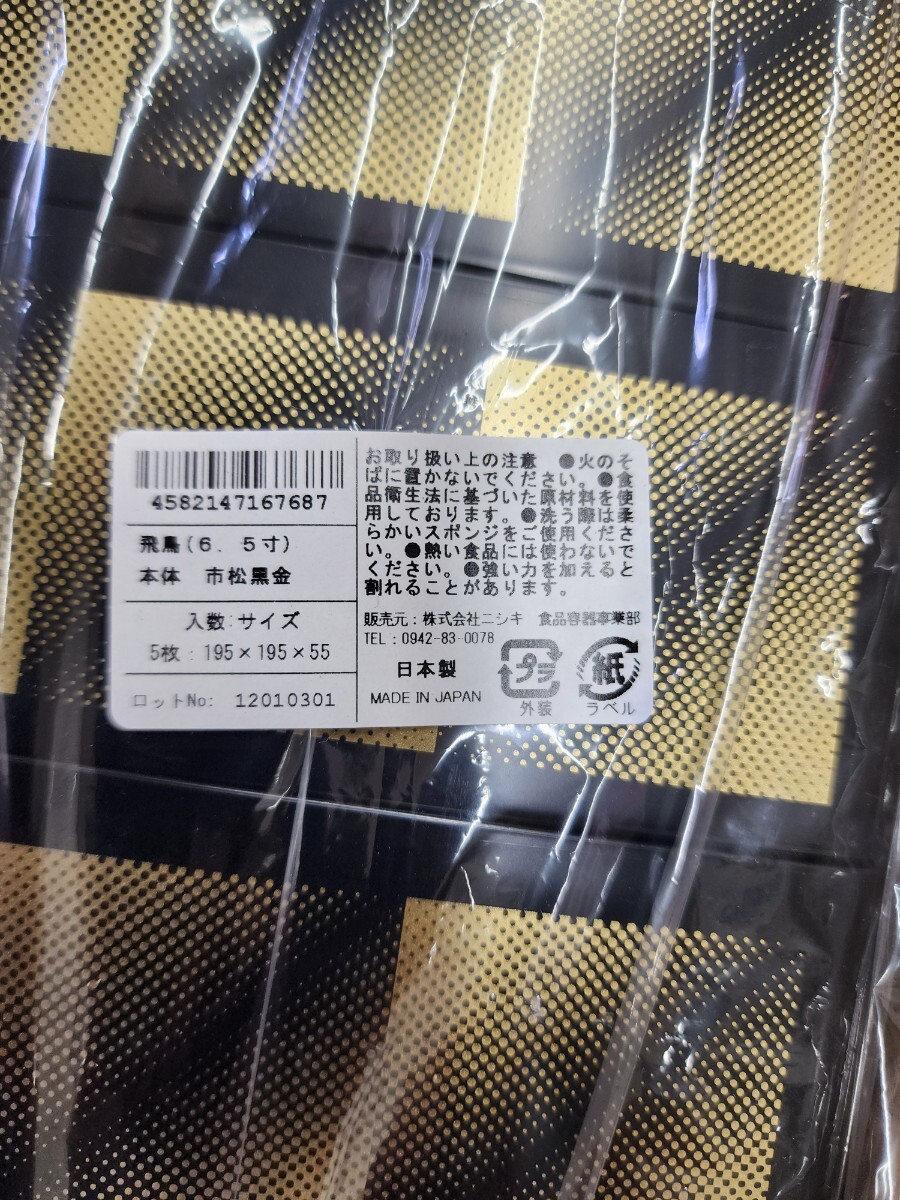 4582147167687
飛鳥(6．5寸)
本体　市松黒金
入数:サイズ
5枚：195×195×55
ロットNo:　12010301
お取り扱い上の注意　●火のそ
ばに置かないでください。●食
品衛生法に基づいた原材料を使
用しております。●洗う際は柔
らかいスポンジをご使用くださ
い。●熱い食品には使わないで
ください。●強い力を加えると
割れることがあります。
販売元：株式会社ニシキ　食品容器事業部
TEL：0942-83-0078
日本製
MADE IN JAPAN
プラ
外装
紙
ラベル